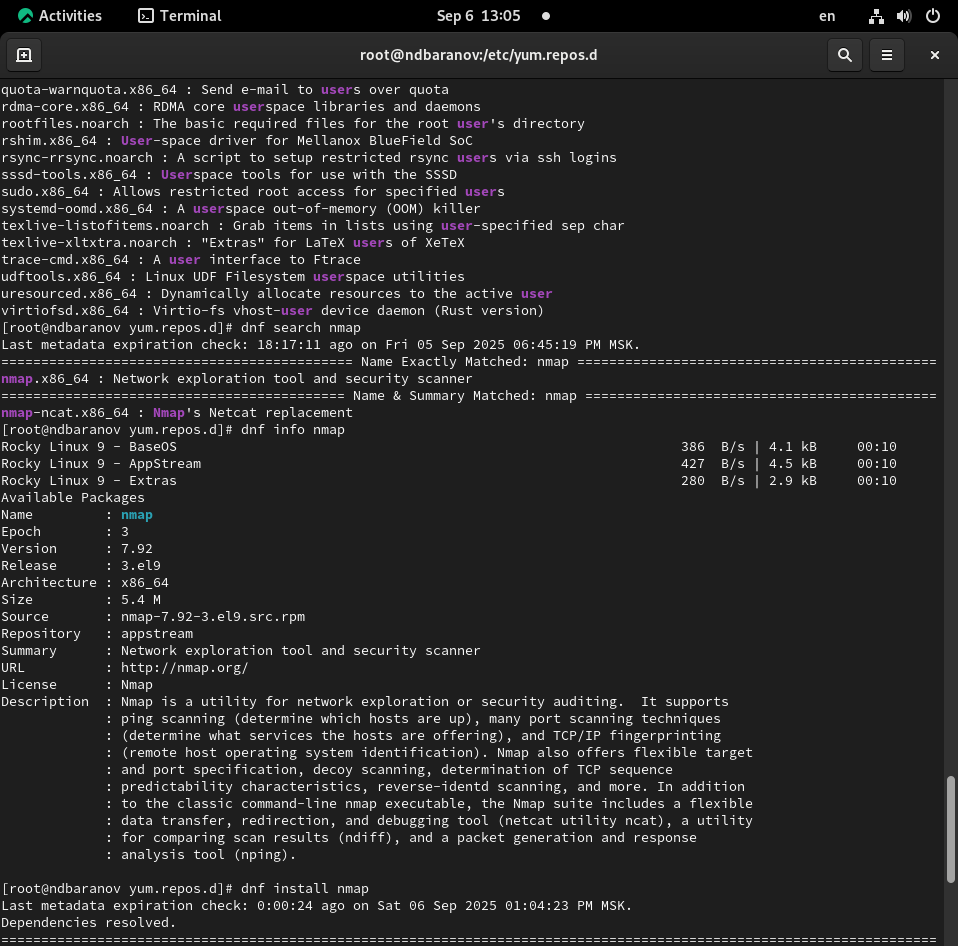 Activities Terminal Sep 6 13:05 en
root@ndbaranov:/etc/yum.repos.d
quota-warnquota.x86_64 : Send e-mail to users over quota
rdma-core.x86_64 : RDMA core userspace libraries and daemons
rootfiles.noarch : The basic required files for the root user's directory
rshim.x86_64 : User-space driver for Mellanox BlueField SoC
rsync-rrsync.noarch : A script to setup restricted rsync users via ssh logins
sssd-tools.x86_64 : Userspace tools for use with the SSSD
sudo.x86_64 : Allows restricted root access for specified users
systemd-oomd.x86_64 : A userspace out-of-memory (OOM) killer
texlive-listofitems.noarch : Grab items in lists using user-specified sep char
texlive-xltxtra.noarch : "Extras" for LaTeX users of XeTeX
trace-cmd.x86_64 : A user interface to Ftrace
udftools.x86_64 : Linux UDF Filesystem userspace utilities
uresourced.x86_64 : Dynamically allocate resources to the active user
virtiofsd.x86_64 : Virtio-fs vhost-user device daemon (Rust version)
[root@ndbaranov yum.repos.d]# dnf search nmap
Last metadata expiration check: 18:17:11 ago on Fri 05 Sep 2025 06:45:19 PM MSK.
============================================ Name Exactly Matched: nmap =============================================
nmap.x86_64 : Network exploration tool and security scanner
=========================================== Name & Summary Matched: nmap ============================================
nmap-ncat.x86_64 : Nmap's Netcat replacement
[root@ndbaranov yum.repos.d]# dnf info nmap
Rocky Linux 9 - BaseOS 386 B/s | 4.1 kB 00:10
Rocky Linux 9 - AppStream 427 B/s | 4.5 kB 00:10
Rocky Linux 9 - Extras 280 B/s | 2.9 kB 00:10
Available Packages
Name : nmap
Epoch : 3
Version : 7.92
Release : 3.el9
Architecture : x86_64
Size : 5.4 M
Source : nmap-7.92-3.el9.src.rpm
Repository : appstream
Summary : Network exploration tool and security scanner
URL : http://nmap.org/
License : Nmap
Description : Nmap is a utility for network exploration or security auditing.  It supports
: ping scanning (determine which hosts are up), many port scanning techniques
: (determine what services the hosts are offering), and TCP/IP fingerprinting
: (remote host operating system identification). Nmap also offers flexible target
: and port specification, decoy scanning, determination of TCP sequence
: predictability characteristics, reverse-identd scanning, and more. In addition
: to the classic command-line nmap executable, the Nmap suite includes a flexible
: data transfer, redirection, and debugging tool (netcat utility ncat), a utility
: for comparing scan results (ndiff), and a packet generation and response
: analysis tool (nping).
[root@ndbaranov yum.repos.d]# dnf install nmap
Last metadata expiration check: 0:00:24 ago on Sat 06 Sep 2025 01:04:23 PM MSK.
Dependencies resolved.
=====================================================================================================================